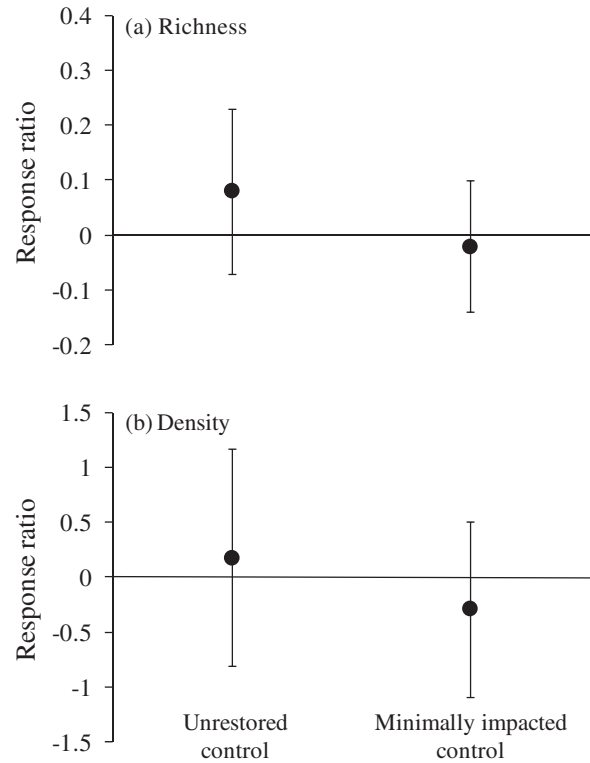 (a) Richness
Response ratio
0.4
0.3
0.2
0.1
0
-0.1
-0.2
(b) Density
Response ratio
1.5
1
0.5
0
-0.5
-1
-1.5
Unrestored
control
Minimally impacted
control